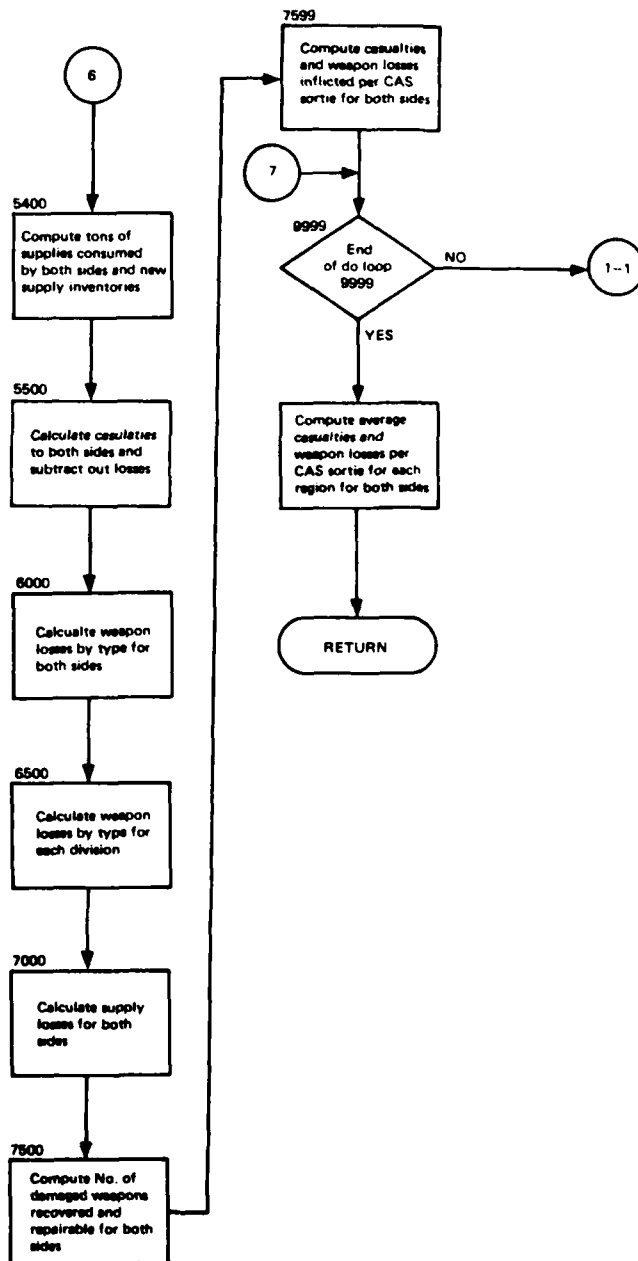 6
5400
Compute tons of
supplies consumed
by both sides and new
supply inventories
5500
Calculate casulaties
to both sides and
subtract out losses
6000
Calcualte weapon
losses by type for
both sides
6500
Calculate weapon
losses by type for
each division
7000
Calculate supply
losses for both
sides
7500
Compute No. of
damaged weapons
recovered and
repairable for both
sides
7599
Compute casualties
and weapon losses
inflicted per CAS
sortie for both sides
7
9999
End
of do loop
9999
NO
1--1
YES
Compute average
casualties and
weapon losses per
CAS sortie for each
region for both sides
RETURN